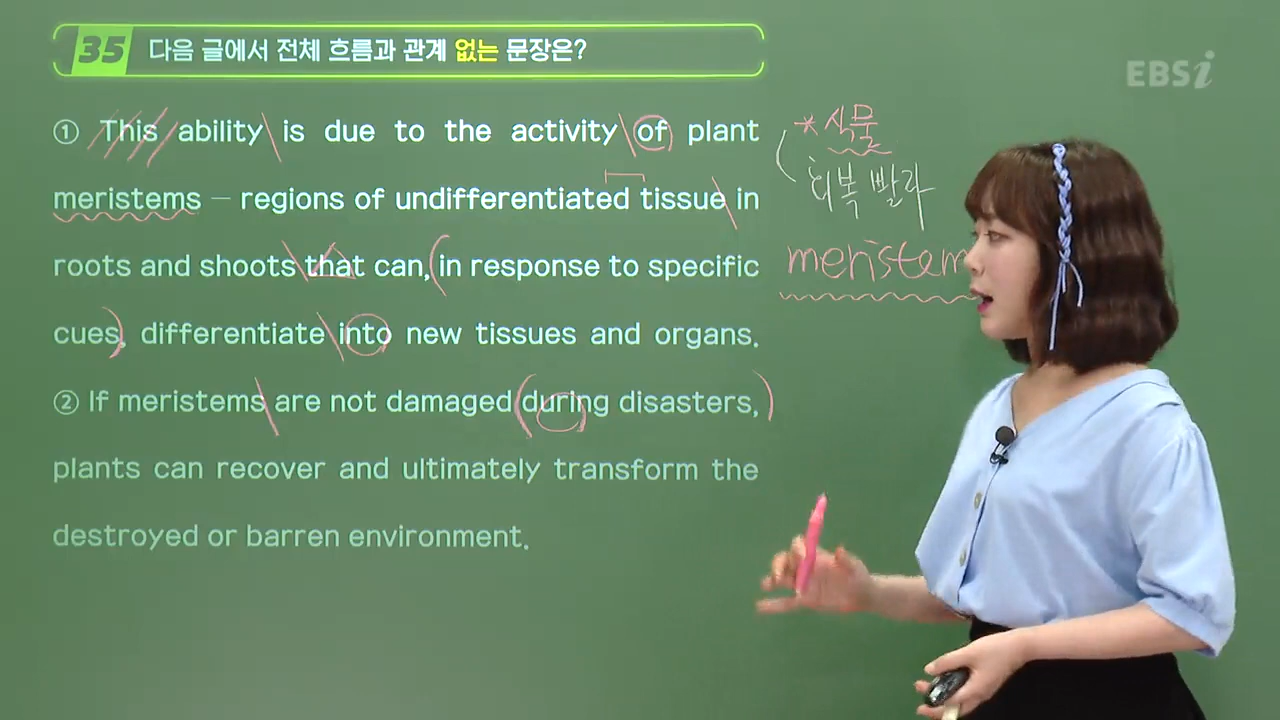 35 다음 글에서 전체 흐름과 관계 없는 문장은?
EBSi
① This ability is due to the activity of plant
meristems – regions of undifferentiated tissue in
roots and shoots that can, in response to specific
cues, differentiate into new tissues and organs.
② If meristems are not damaged during disasters,
plants can recover and ultimately transform the
destroyed or barren environment.
*식물
회복 빨라
meristem